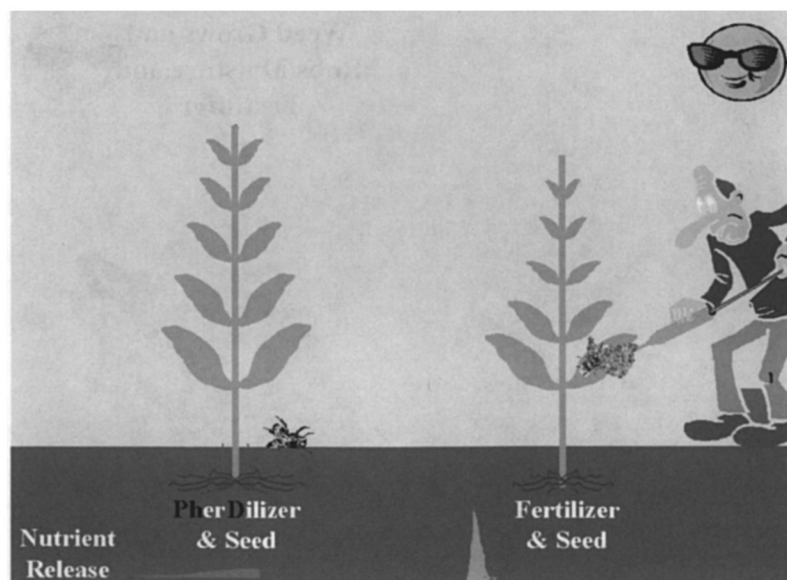 PherDilizer
& Seed
Fertilizer
& Seed
Nutrient
Release